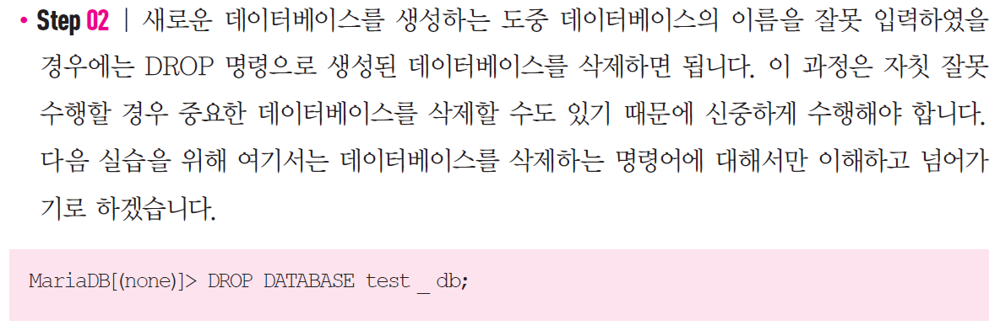 • Step 02 | 새로운 데이터베이스를 생성하는 도중 데이터베이스의 이름을 잘못 입력하였을
경우에는 DROP 명령으로 생성된 데이터베이스를 삭제하면 됩니다. 이 과정은 자칫 잘못
수행할 경우 중요한 데이터베이스를 삭제할 수도 있기 때문에 신중하게 수행해야 합니다.
다음 실습을 위해 여기서는 데이터베이스를 삭제하는 명령어에 대해서만 이해하고 넘어가
기로 하겠습니다.
MariaDB[(none)]> DROP DATABASE test _ db;